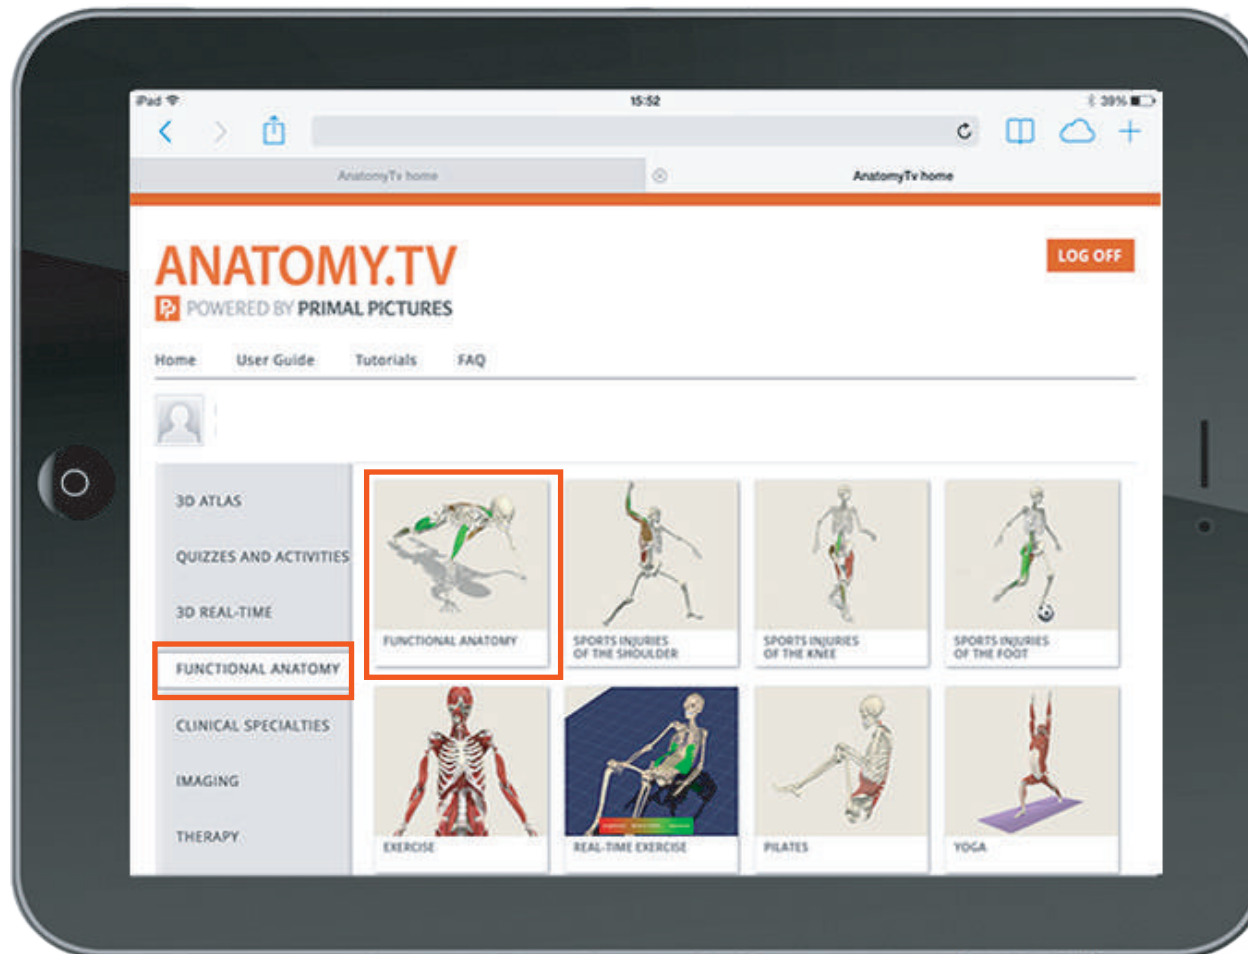 iPad
15:52
39%
AnatomyTv home
AnatomyTv home
ANATOMY.TV
POWERED BY PRIMAL PICTURES
LOG OFF
Home
User Guide
Tutorials
FAQ
3D ATLAS
QUIZZES AND ACTIVITIES
3D REAL-TIME
FUNCTIONAL ANATOMY
CLINICAL SPECIALTIES
IMAGING
THERAPY
FUNCTIONAL ANATOMY
SPORTS INJURIES
OF THE SHOULDER
SPORTS INJURIES
OF THE KNEE
SPORTS INJURIES
OF THE FOOT
EXERCISE
REAL-TIME EXERCISE
PILATES
YOGA